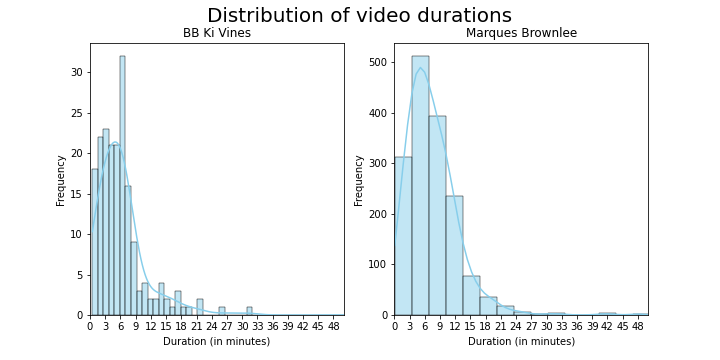 Distribution of video durations
BB Ki Vines
Marques Brownlee
Frequency
30
25
20
15
10
5
0
0 3 6 9 12 15 18 21 24 27 30 33 36 39 42 45 48
Duration (in minutes)
Frequency
500
400
300
200
100
0
0 3 6 9 12 15 18 21 24 27 30 33 36 39 42 45 48
Duration (in minutes)